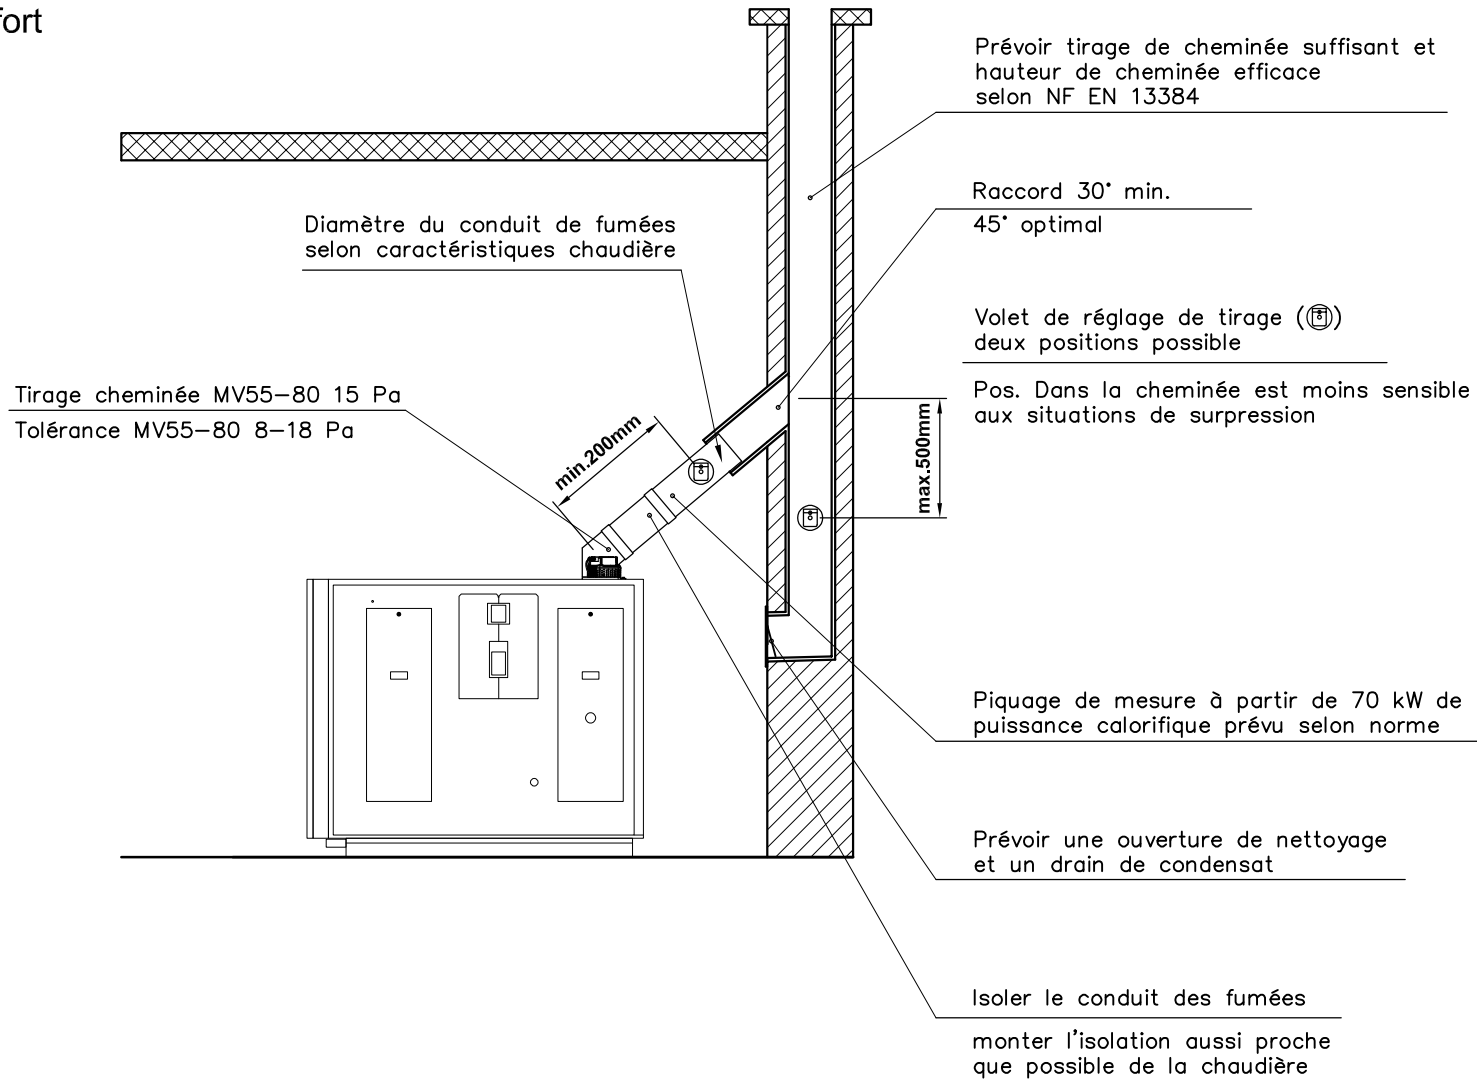 fort
Prévoir tirage de cheminée suffisant et
hauteur de cheminée efficace
selon NF EN 13384
Raccord 30° min.
45° optimal
Diamètre du conduit de fumées
selon caractéristiques chaudière
Volet de réglage de tirage ( )
deux positions possible
Pos. Dans la cheminée est moins sensible
aux situations de surpression
Tirage cheminée MV55-80 15 Pa
Tolérance MV55-80 8-18 Pa
min.200mm
max.500mm
Piquage de mesure à partir de 70 kW de
puissance calorifique prévu selon norme
Prévoir une ouverture de nettoyage
et un drain de condensat
Isoler le conduit des fumées
monter l'isolation aussi proche
que possible de la chaudière